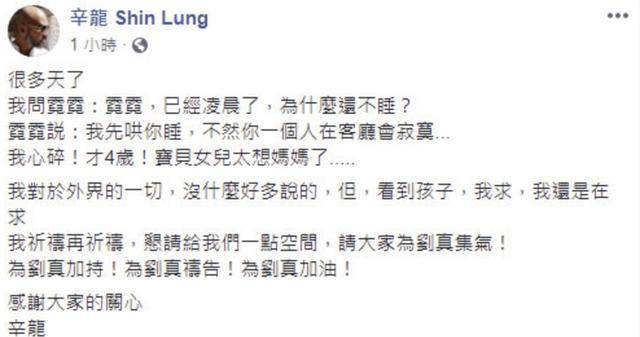 辛龍 Shin Lung
1 小時 ·
很多天了
我問霓霓：霓霓，已經凌晨了，為什麼還不睡？
霓霓説：我先哄你睡，不然你一個人在客廳會寂寞...
我心碎！才4歲！寶貝女兒太想媽媽了.....
我對於外界的一切，沒什麼好多說的，但，看到孩子，我求，我還是在
求
我祈禱再祈禱，懇請給我們一點空間，請大家為劉真集氣！
為劉真加持！為劉真禱告！為劉真加油！
感謝大家的關心
辛龍